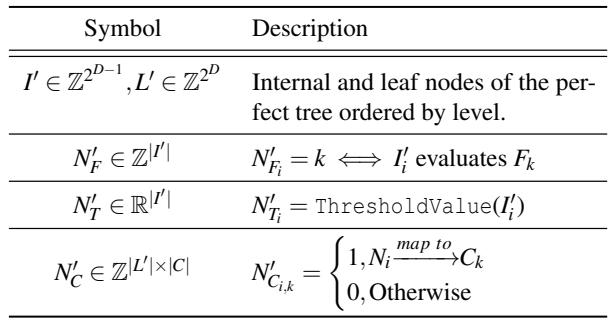 Symbol Description
I′ ∈ ℤ^{2^{D−1}}, L′ ∈ ℤ^{2^D} Internal and leaf nodes of the per-
fect tree ordered by level.
N′_F ∈ ℤ^{|I′|} N′_{F_i} = k ⟺ I′_i evaluates F_k
N′_T ∈ ℝ^{|I′|} N′_{T_i} = ThresholdValue(I′_i)
N′_C ∈ ℤ^{|L′|×|C|} N′_{C_{i,k}} = { 1, N_i \xrightarrow{map to} C_k
0, Otherwise